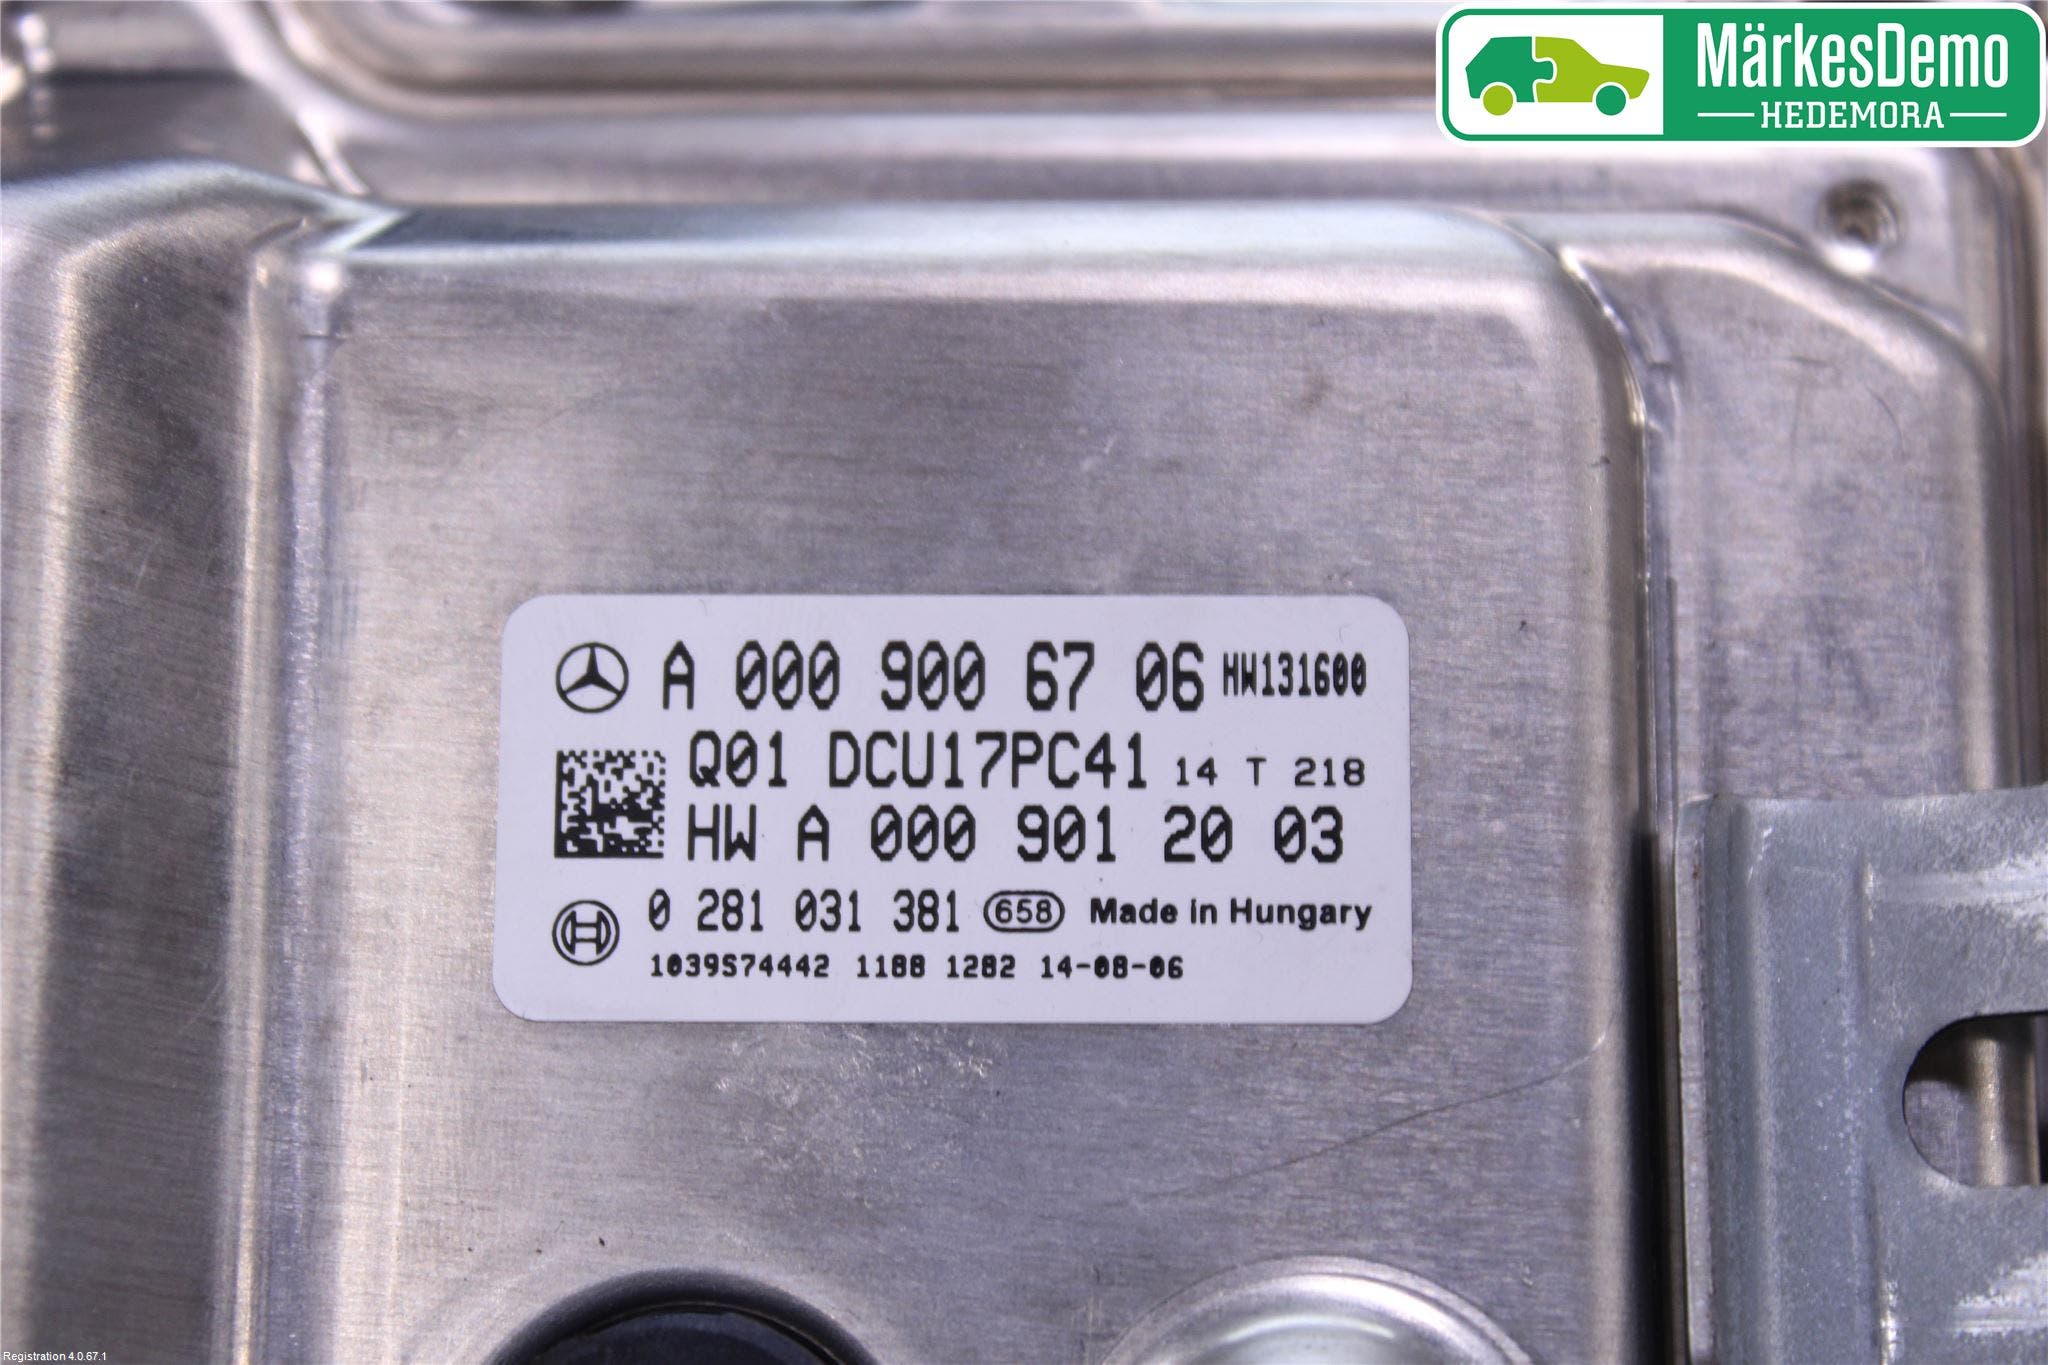 MärkesDemo
HEDEMORA
A 000 900 67 06 HW131600
Q01 DCU17PC41 14 T 218
HW A 000 901 20 03
0 281 031 381 658 Made in Hungary
1039S74442 1188 1282 14-08-06
Registration 4.0.67.1